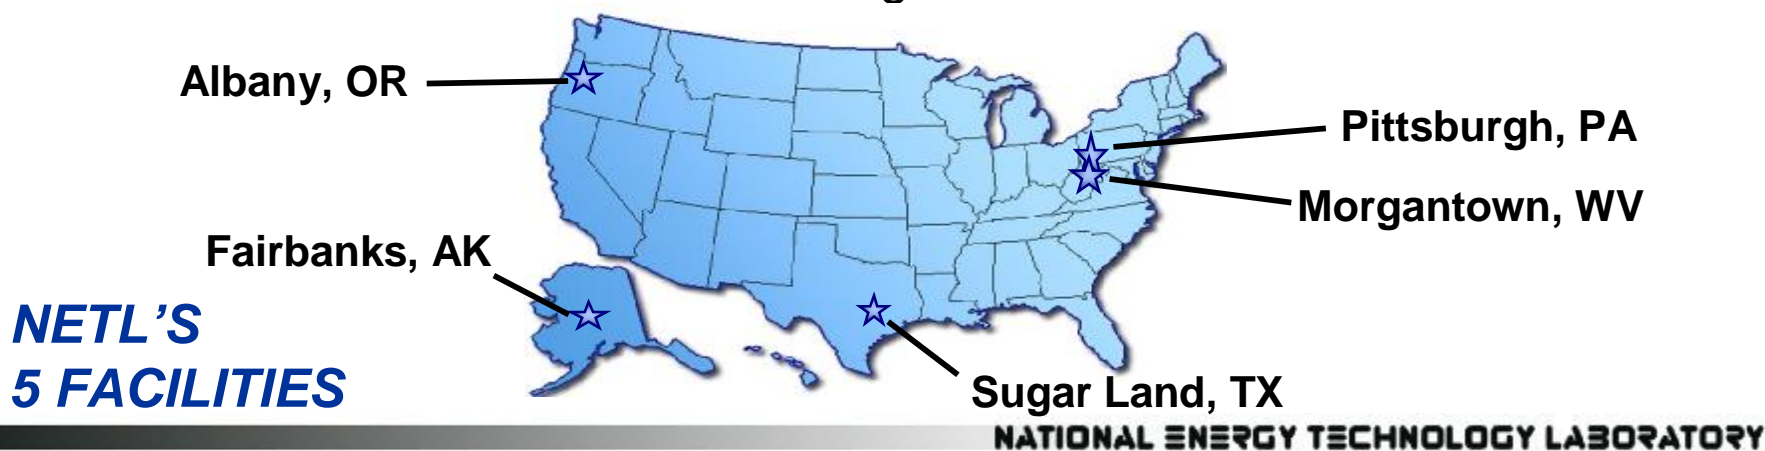 Albany, OR
Pittsburgh, PA
Morgantown, WV
Fairbanks, AK
NETL'S
5 FACILITIES
Sugar Land, TX
NATIONAL ENERGY TECHNOLOGY LABORATORY